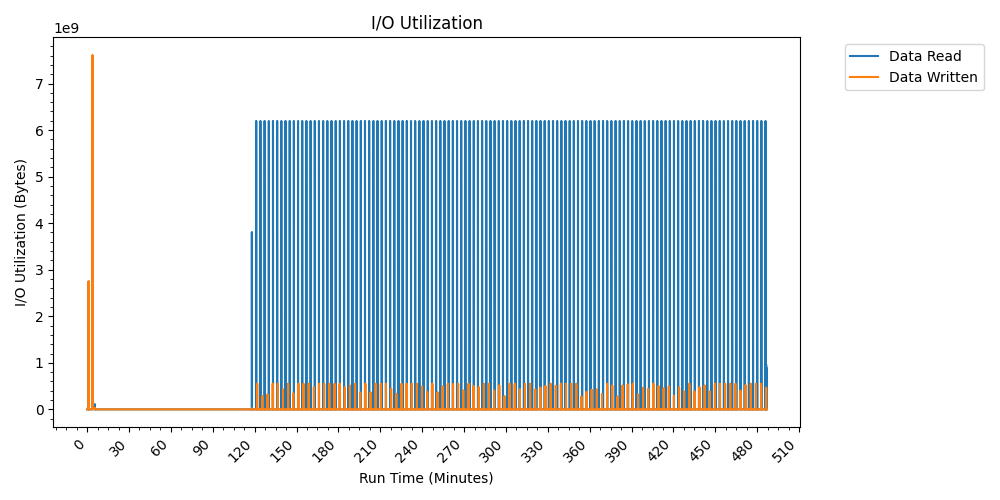 I/O Utilization
1e9
Data Read
Data Written
7
6
5
4
3
2
1
0
I/O Utilization (Bytes)
0 30 60 90 120 150 180 210 240 270 300 330 360 390 420 450 480 510
Run Time (Minutes)